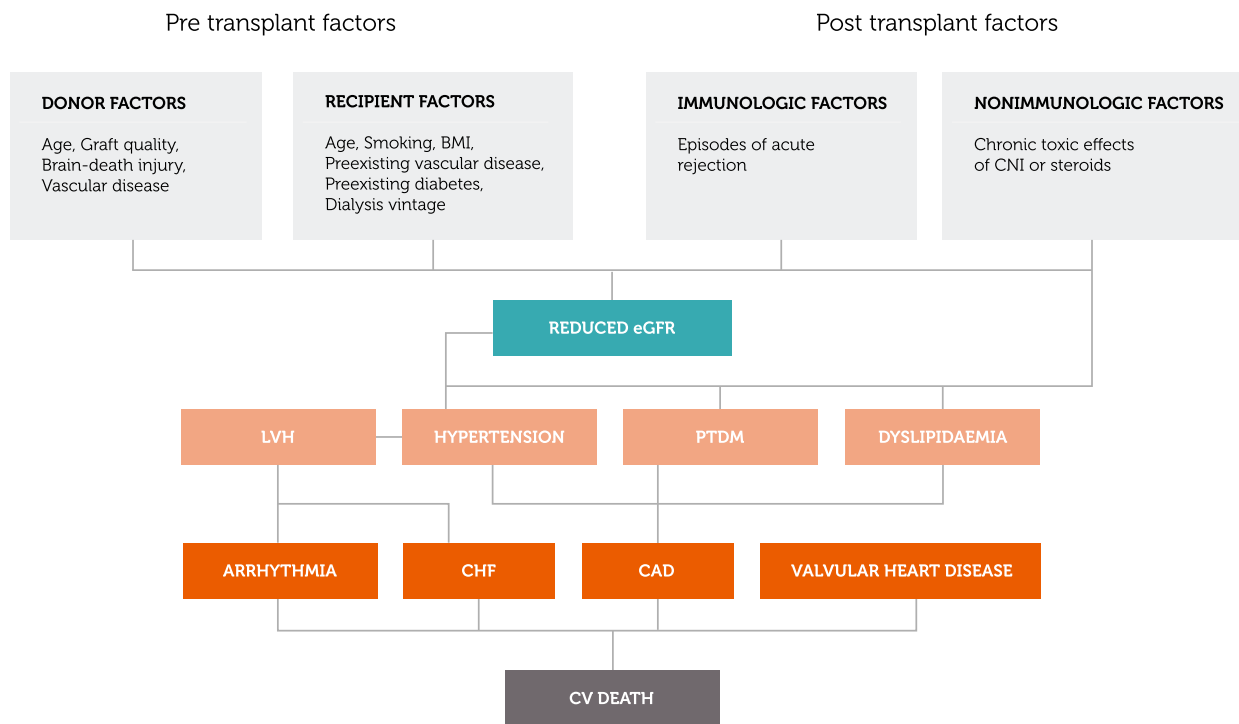 Pre transplant factors
Post transplant factors
DONOR FACTORS
Age, Graft quality,
Brain-death injury,
Vascular disease
RECIPIENT FACTORS
Age, Smoking, BMI,
Preexisting vascular disease,
Preexisting diabetes,
Dialysis vintage
IMMUNOLOGIC FACTORS
Episodes of acute
rejection
NONIMMUNOLOGIC FACTORS
Chronic toxic effects
of CNI or steroids
REDUCED eGFR
LVH
HYPERTENSION
PTDM
DYSLIPIDAEMIA
ARRHYTHMIA
CHF
CAD
VALVULAR HEART DISEASE
CV DEATH